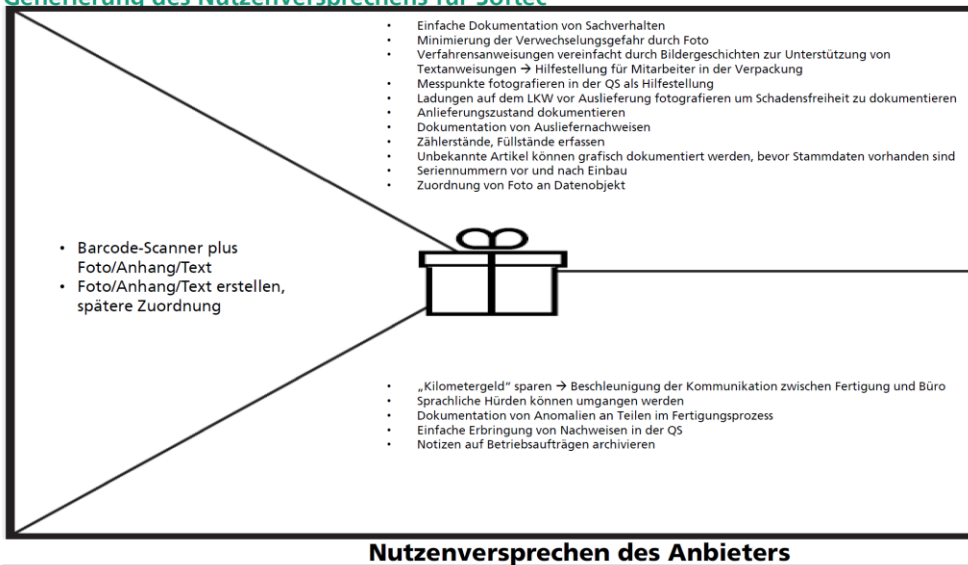 Generierung des Nutzenversprechens für Softec
• Einfache Dokumentation von Sachverhalten
• Minimierung der Verwechselungsgefahr durch Foto
• Verfahrensanweisungen vereinfacht durch Bildergeschichten zur Unterstützung von
Textanweisungen → Hilfestellung für Mitarbeiter in der Verpackung
• Messpunkte fotografieren in der QS als Hilfestellung
• Ladungen auf dem LKW vor Auslieferung fotografieren um Schadensfreiheit zu dokumentieren
• Anlieferungszustand dokumentieren
• Dokumentation von Ausliefernachweisen
• Zählerstände, Füllstände erfassen
• Unbekannte Artikel können grafisch dokumentiert werden, bevor Stammdaten vorhanden sind
• Seriennummern vor und nach Einbau
• Zuordnung von Foto an Datenobjekt
• Barcode-Scanner plus
Foto/Anhang/Text
• Foto/Anhang/Text erstellen,
spätere Zuordnung
• „Kilometergeld" sparen → Beschleunigung der Kommunikation zwischen Fertigung und Büro
• Sprachliche Hürden können umgangen werden
• Dokumentation von Anomalien an Teilen im Fertigungsprozess
• Einfache Erbringung von Nachweisen in der QS
• Notizen auf Betriebsaufträgen archivieren
Nutzenversprechen des Anbieters